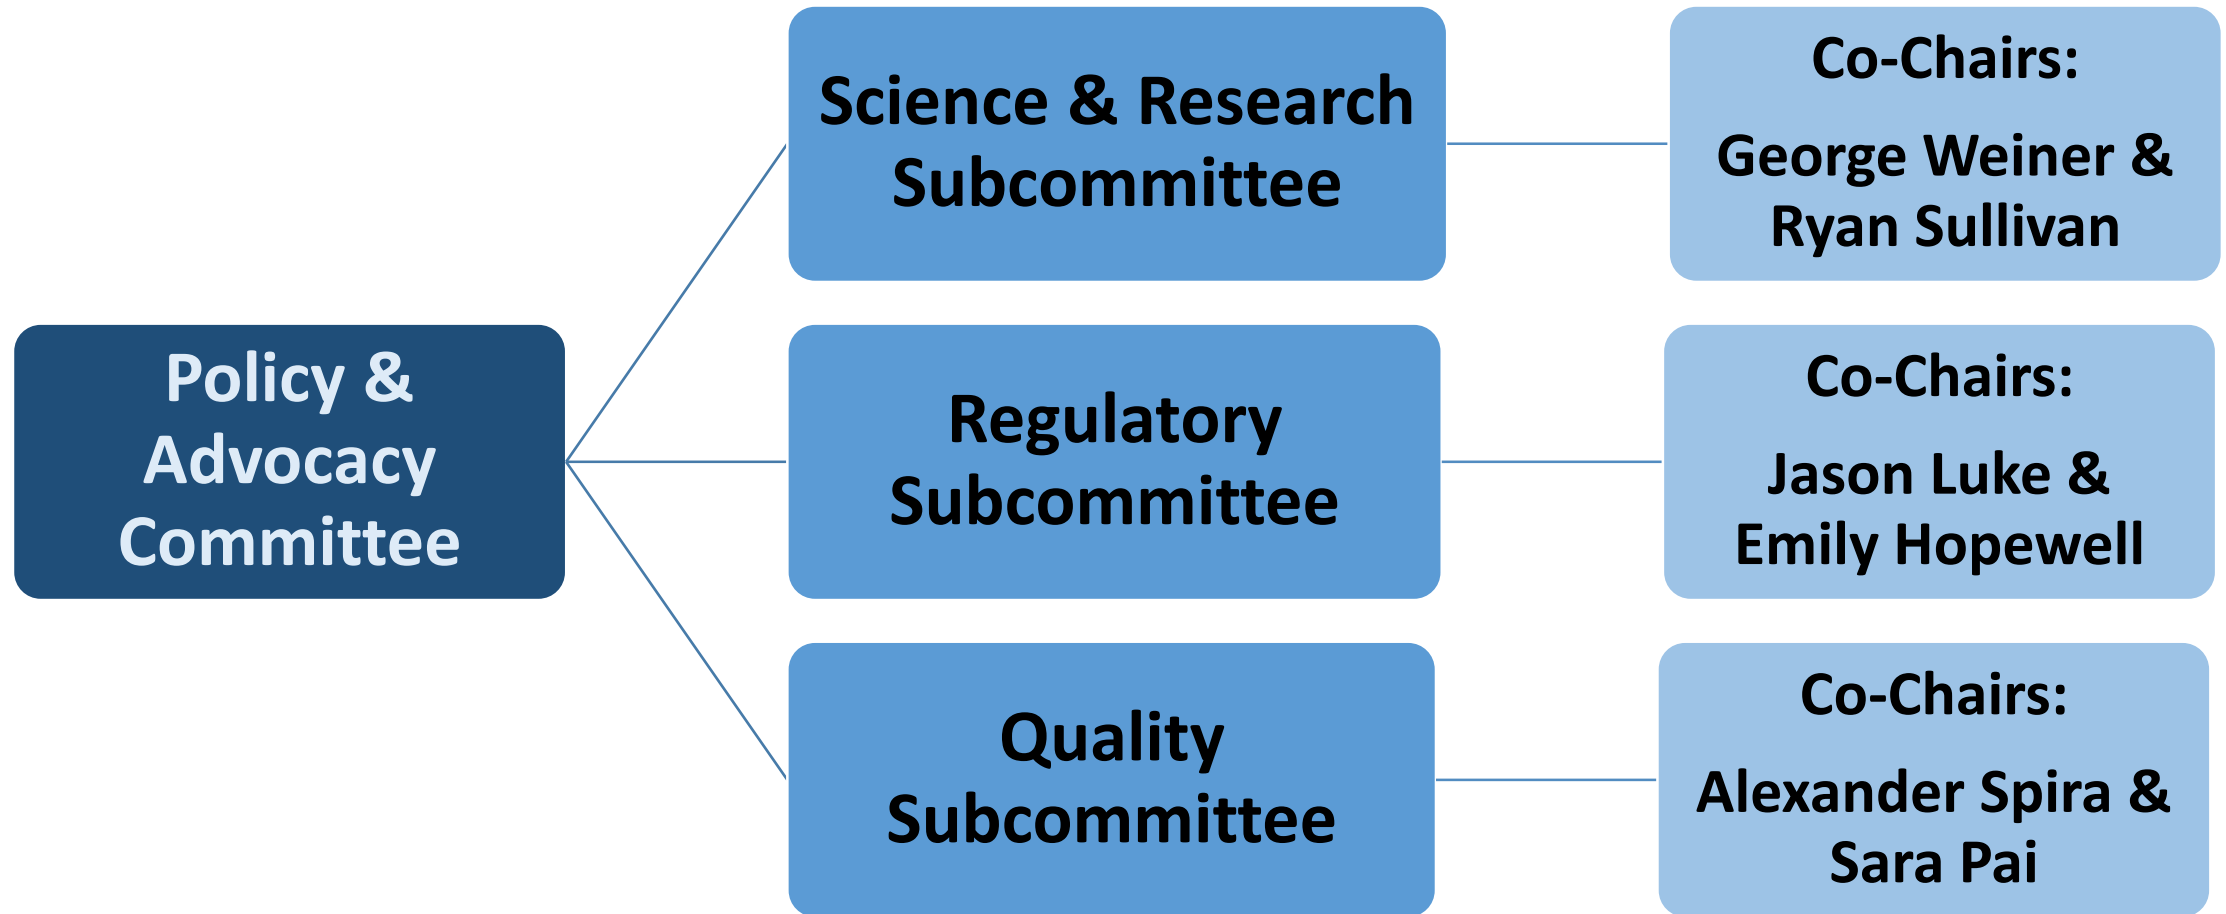 Policy &
Advocacy
Committee
Science & Research
Subcommittee
Co-Chairs:
George Weiner &
Ryan Sullivan
Regulatory
Subcommittee
Co-Chairs:
Jason Luke &
Emily Hopewell
Quality
Subcommittee
Co-Chairs:
Alexander Spira &
Sara Pai